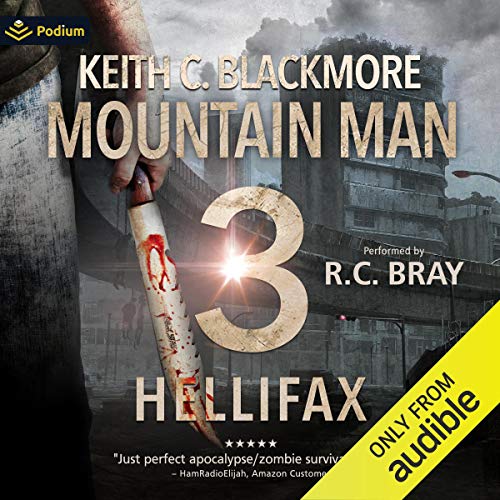 Podium
KEITH C. BLACKMORE
MOUNTAIN MAN
3
Performed by
R.C. BRAY
HELLIFAX
★★★★★
"Just perfect apocalypse/zombie surviva
– HamRadioElijah, Amazon Custome
ONLY FROM
audible